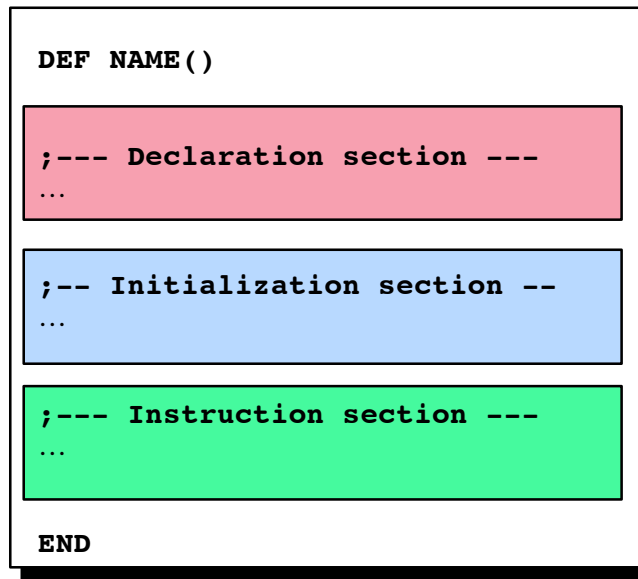 DEF NAME()
;--- Declaration section ---
...
;-- Initialization section --
...
;--- Instruction section ---
...
END